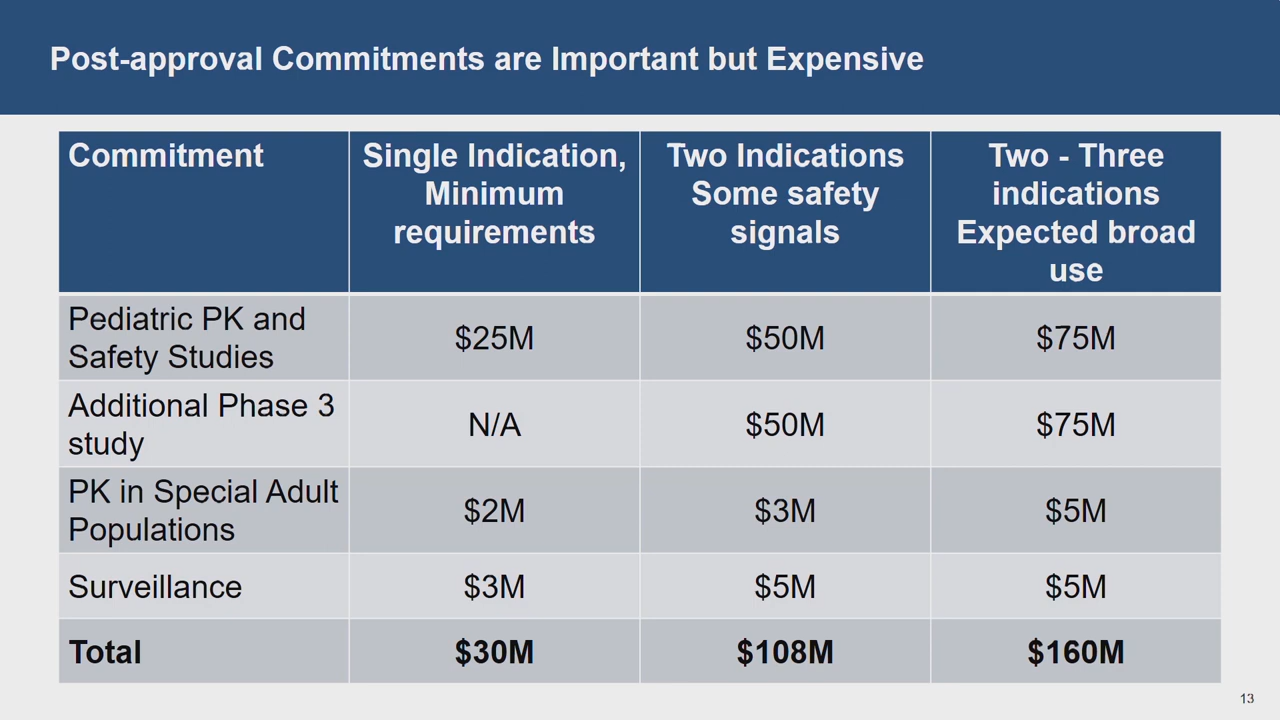 Post-approval Commitments are Important but Expensive
Commitment
Single Indication,
Minimum
requirements
Two Indications
Some safety
signals
Two - Three
indications
Expected broad
use
Pediatric PK and
Safety Studies
$25M
$50M
$75M
Additional Phase 3
study
N/A
$50M
$75M
PK in Special Adult
Populations
$2M
$3M
$5M
Surveillance
$3M
$5M
$5M
Total
$30M
$108M
$160M
13